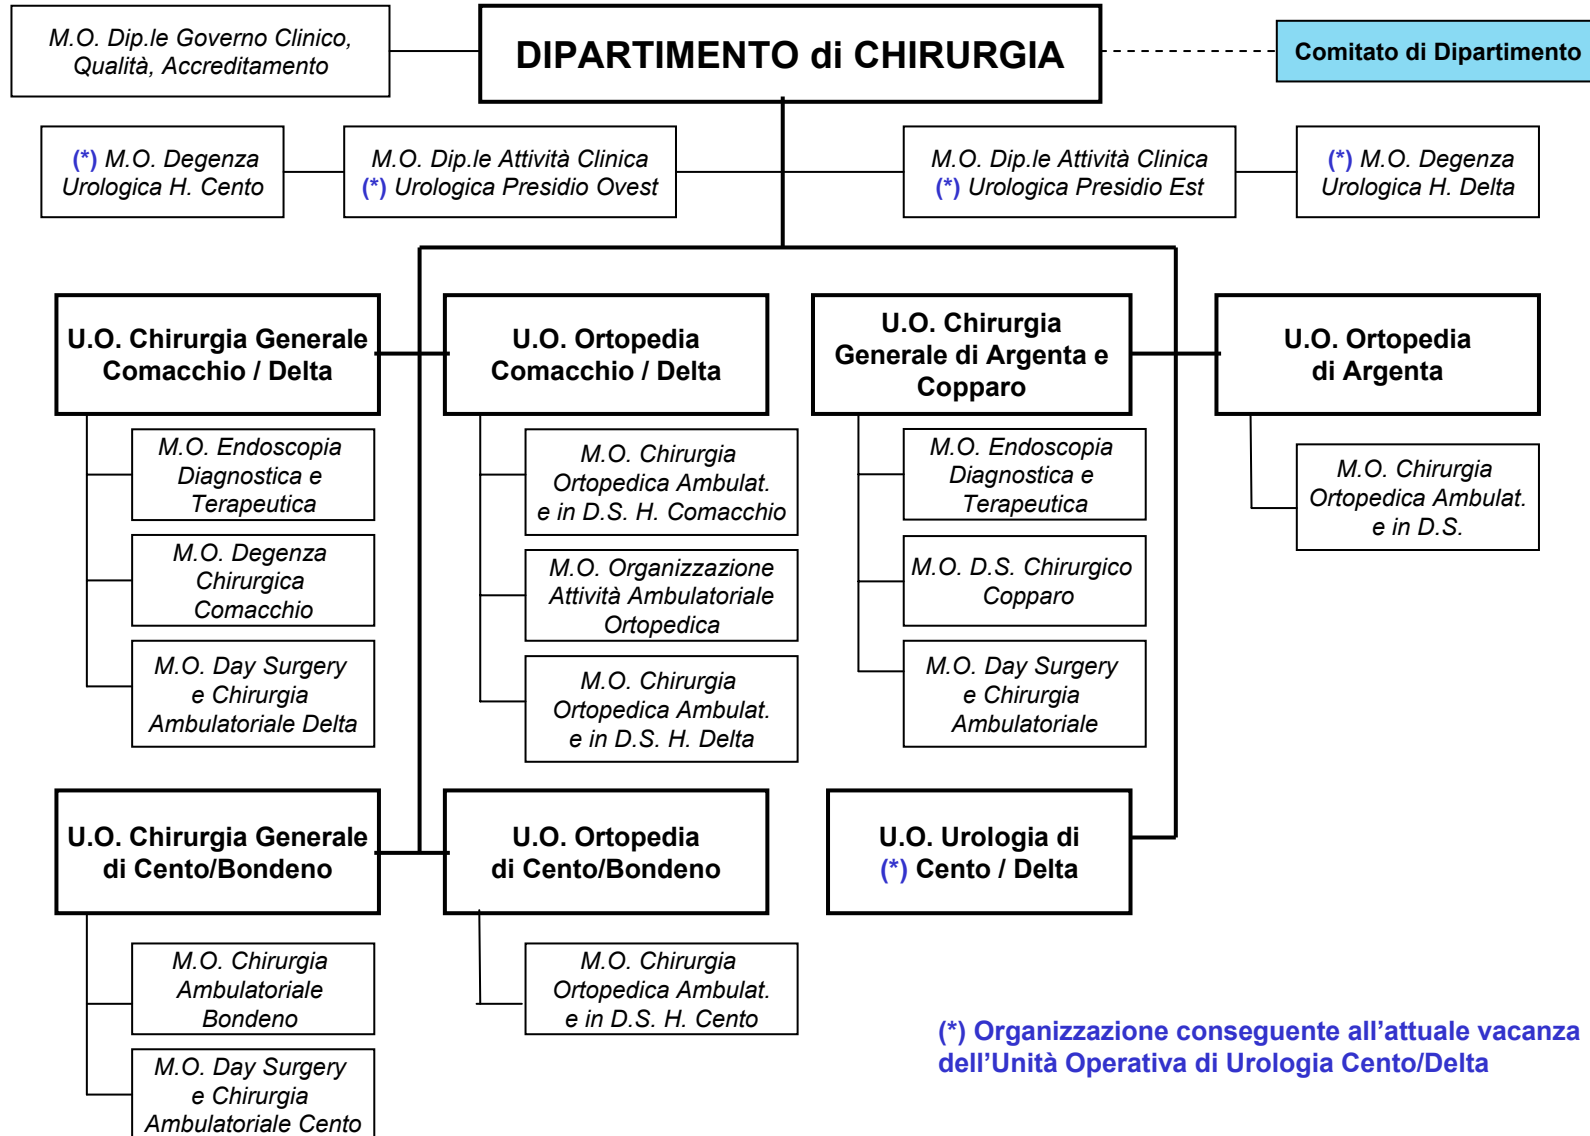 M.O. Dip.le Governo Clinico,
Qualità, Accreditamento
DIPARTIMENTO di CHIRURGIA
Comitato di Dipartimento
(*) M.O. Degenza
Urologica H. Cento
M.O. Dip.le Attività Clinica
(*) Urologica Presidio Ovest
M.O. Dip.le Attività Clinica
(*) Urologica Presidio Est
(*) M.O. Degenza
Urologica H. Delta
U.O. Chirurgia Generale
Comacchio / Delta
U.O. Ortopedia
Comacchio / Delta
U.O. Chirurgia
Generale di Argenta e
Copparo
U.O. Ortopedia
di Argenta
M.O. Endoscopia
Diagnostica e
Terapeutica
M.O. Degenza
Chirurgica
Comacchio
M.O. Day Surgery
e Chirurgia
Ambulatoriale Delta
M.O. Chirurgia
Ortopedica Ambulat.
e in D.S. H. Comacchio
M.O. Organizzazione
Attività Ambulatoriale
Ortopedica
M.O. Chirurgia
Ortopedica Ambulat.
e in D.S. H. Delta
M.O. Endoscopia
Diagnostica e
Terapeutica
M.O. D.S. Chirurgico
Copparo
M.O. Day Surgery
e Chirurgia
Ambulatoriale
M.O. Chirurgia
Ortopedica Ambulat.
e in D.S.
U.O. Chirurgia Generale
di Cento/Bondeno
U.O. Ortopedia
di Cento/Bondeno
U.O. Urologia di
(*) Cento / Delta
M.O. Chirurgia
Ambulatoriale
Bondeno
M.O. Day Surgery
e Chirurgia
Ambulatoriale Cento
M.O. Chirurgia
Ortopedica Ambulat.
e in D.S. H. Cento
(*) Organizzazione conseguente all'attuale vacanza
dell'Unità Operativa di Urologia Cento/Delta